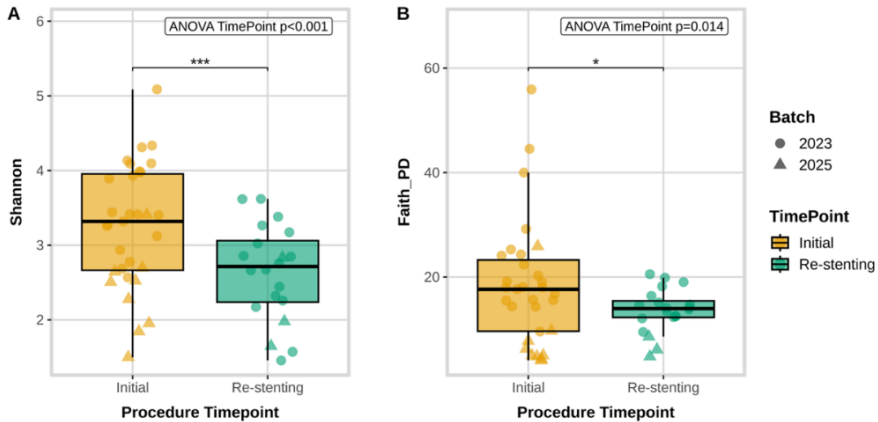 A
ANOVA TimePoint p<0.001
***
6
5
4
3
2
Shannon
Initial
Re-stenting
Procedure Timepoint
B
ANOVA TimePoint p=0.014
*
60
40
20
Faith_PD
Initial
Re-stenting
Procedure Timepoint
Batch
2023
2025
TimePoint
Initial
Re-stenting